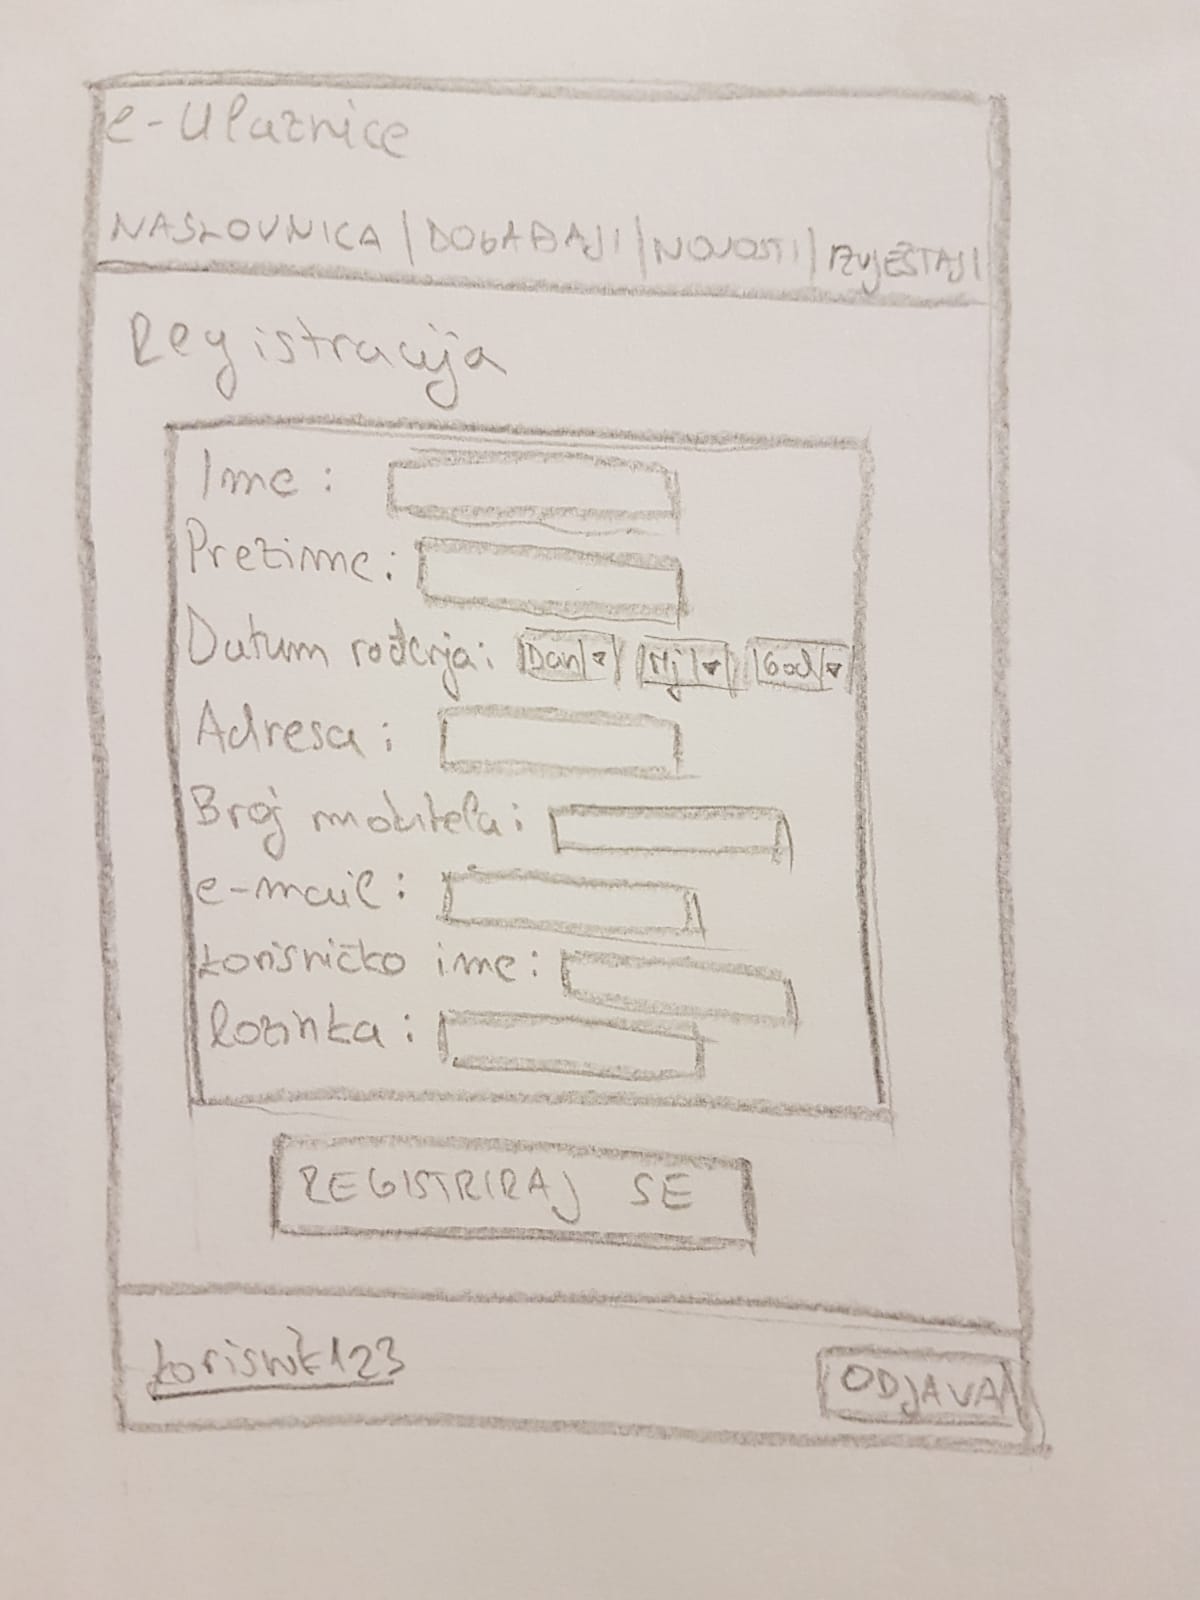 e-Ulaznice
NASLOVNICA | DOGAĐAJI | NOVOSTI | IZVJEŠTAJI
Registracija
Ime :
Prezime :
Datum rođenja : Dan Mj God
Adresa :
Broj mobitela :
e-mail :
korisničko ime :
Lozinka :
REGISTRIRAJ SE
korisnik123
ODJAVA